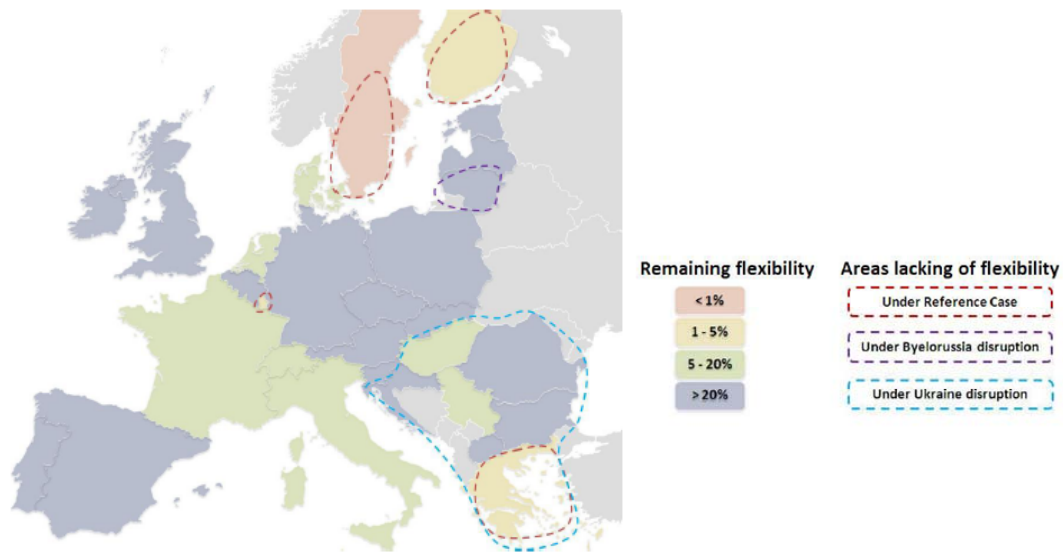 Remaining flexibility
< 1%
1 - 5%
5 - 20%
> 20%
Areas lacking of flexibility
Under Reference Case
Under Byelorussia disruption
Under Ukraine disruption